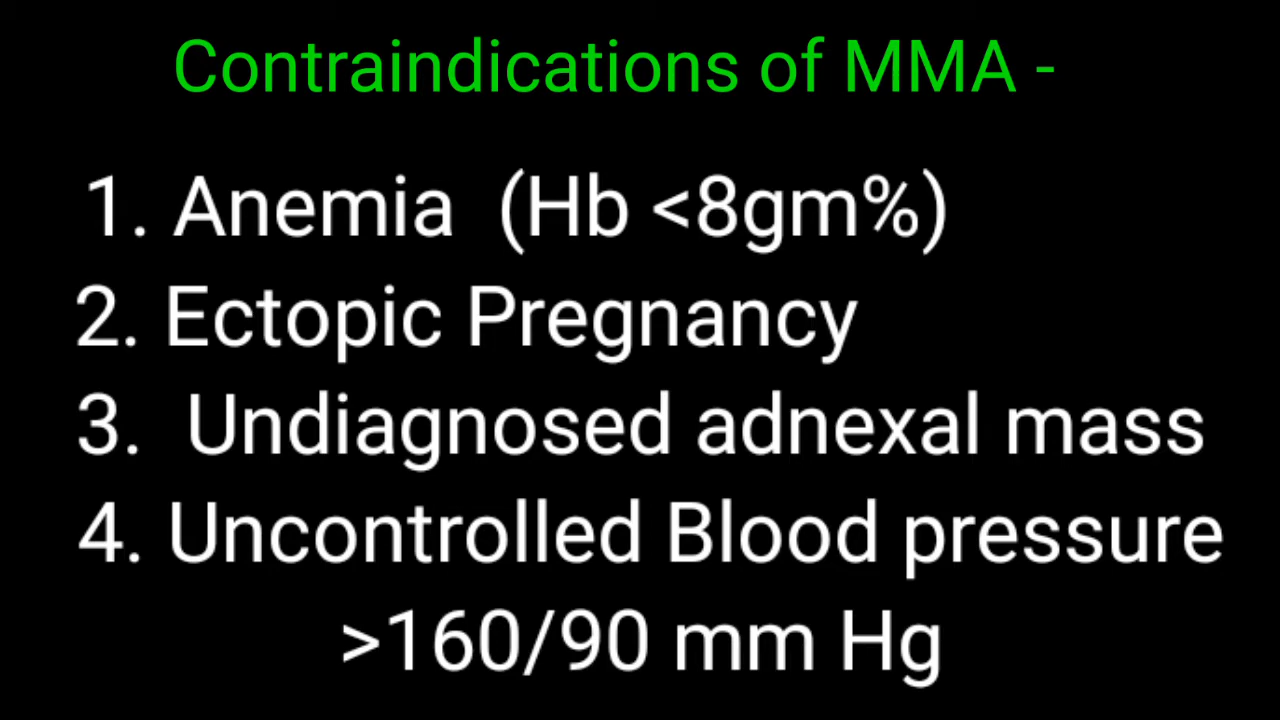 Contraindications of MMA -
1. Anemia (Hb <8gm%)
2. Ectopic Pregnancy
3. Undiagnosed adnexal mass
4. Uncontrolled Blood pressure
>160/90 mm Hg